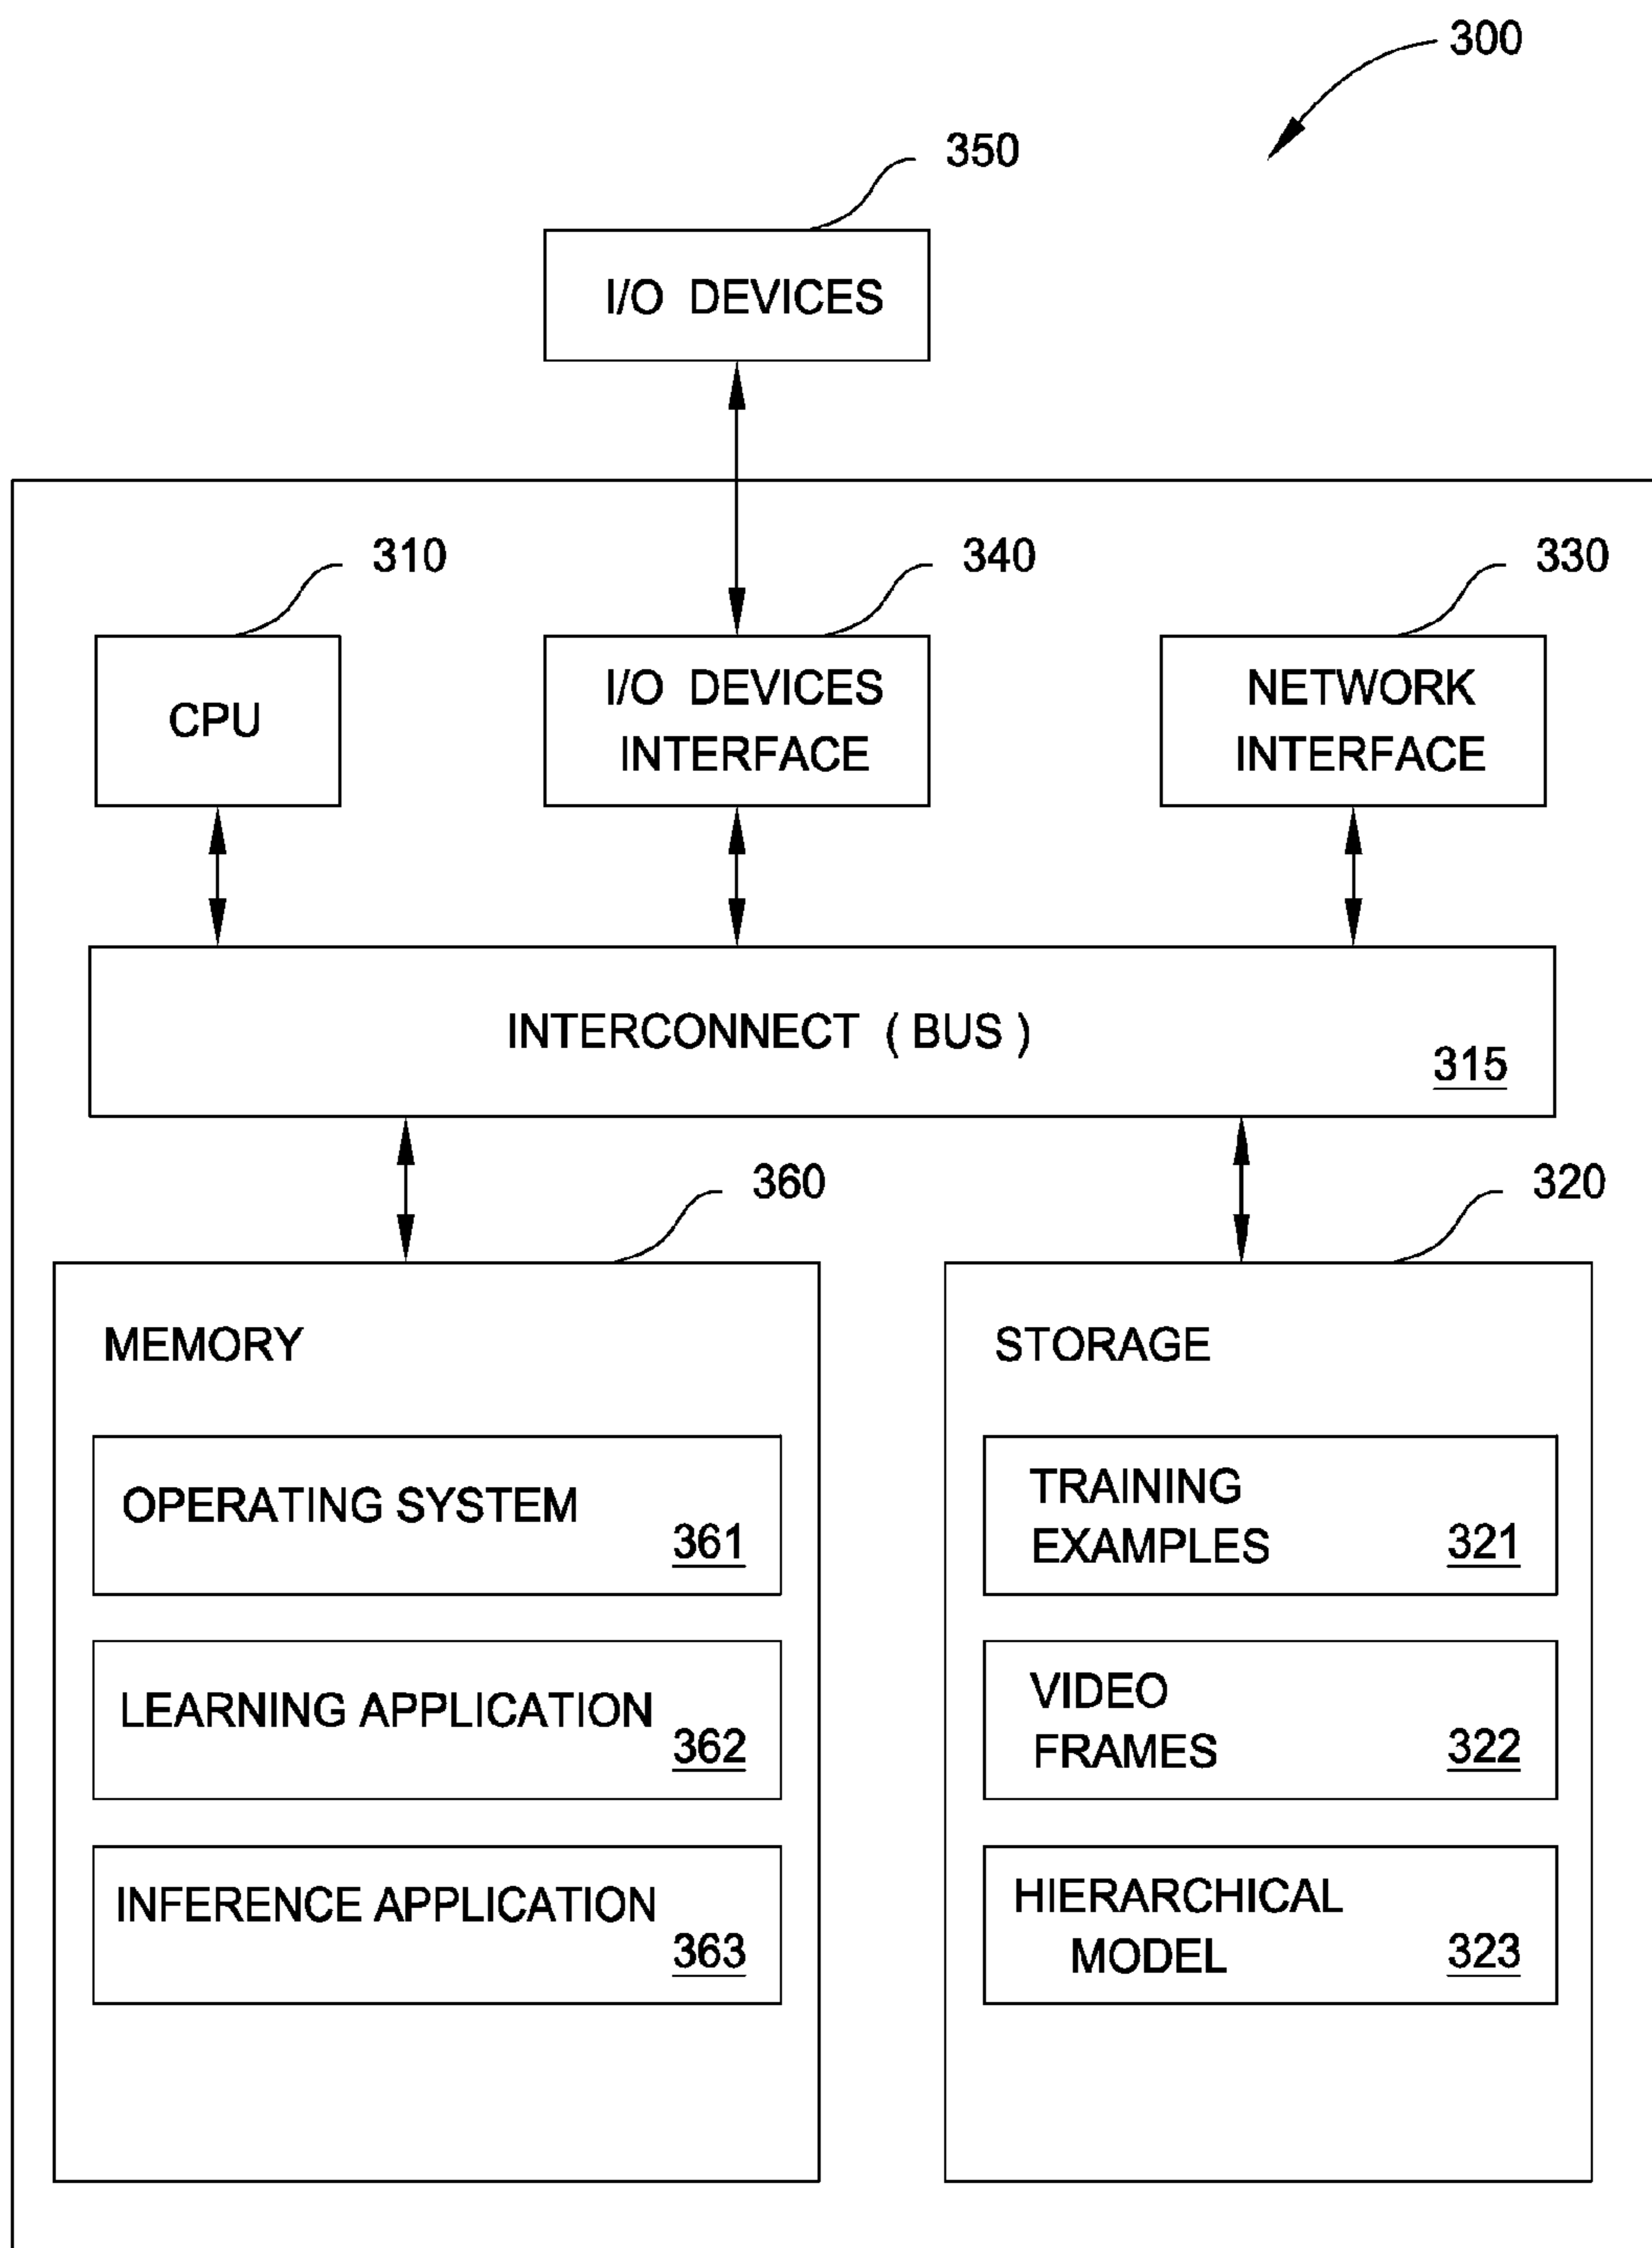 300
350
I/O DEVICES
310
340
330
CPU
I/O DEVICES
INTERFACE
NETWORK
INTERFACE
INTERCONNECT ( BUS )
315
360
320
MEMORY
OPERATING SYSTEM
361
LEARNING APPLICATION
362
INFERENCE APPLICATION
363
STORAGE
TRAINING
EXAMPLES
321
VIDEO
FRAMES
322
HIERARCHICAL
MODEL
323